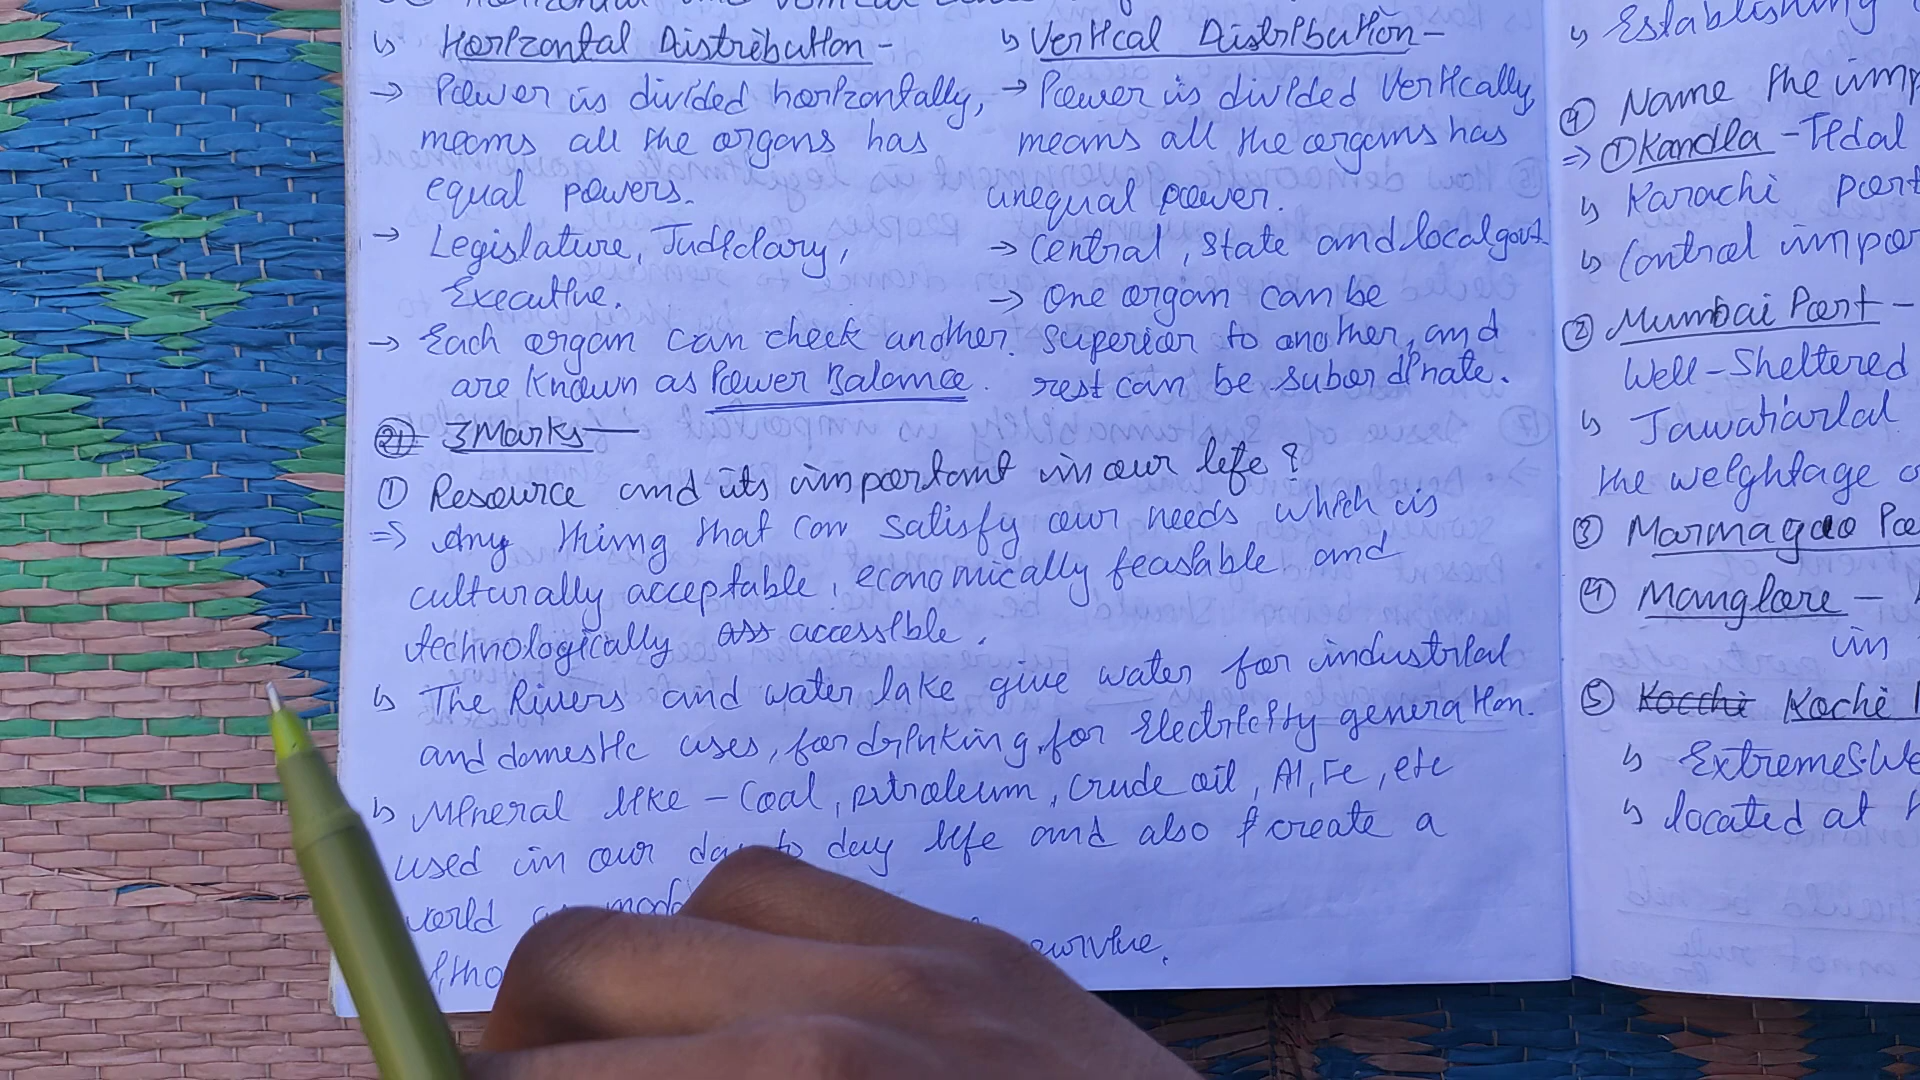 ↳ Horizontal Distribution -
→ Power is divided horizontally,
means all the organs has
equal powers.
→ Legislature, Judiciary,
Executive.
→ Each organ can check another.
are known as Power Balance.
↳ Vertical Distribution -
→ Power is divided Vertically,
means all the organs has
unequal power.
→ Central, State and local govt.
→ One organ can be
superior to another, and
rest can be subordinate.
21 3 Marks
① Resource and its important in our life?
⇒ Any thing that can satisfy our needs which is
culturally acceptable, economically feasable and
technologically ass accessible.
↳ The Rivers and water lake give water for industrial
and domestic uses, for drinking, for Electricity generation.
↳ Mineral like - Coal, petroleum, crude oil, Al, Fe, etc
used in our day to day life and also create a
world
↳ Establishing
④ Name the imp
⇒ ① Kandla - Tidal
↳ Karachi port
↳ Control impo
② Mumbai Port -
Well-Sheltered
↳ Jawaharlal
the weightage o
③ Marmagao Po
④ Manglore -
in
⑤ Kocchi Kochi
↳ Extreme S.We
↳ located at